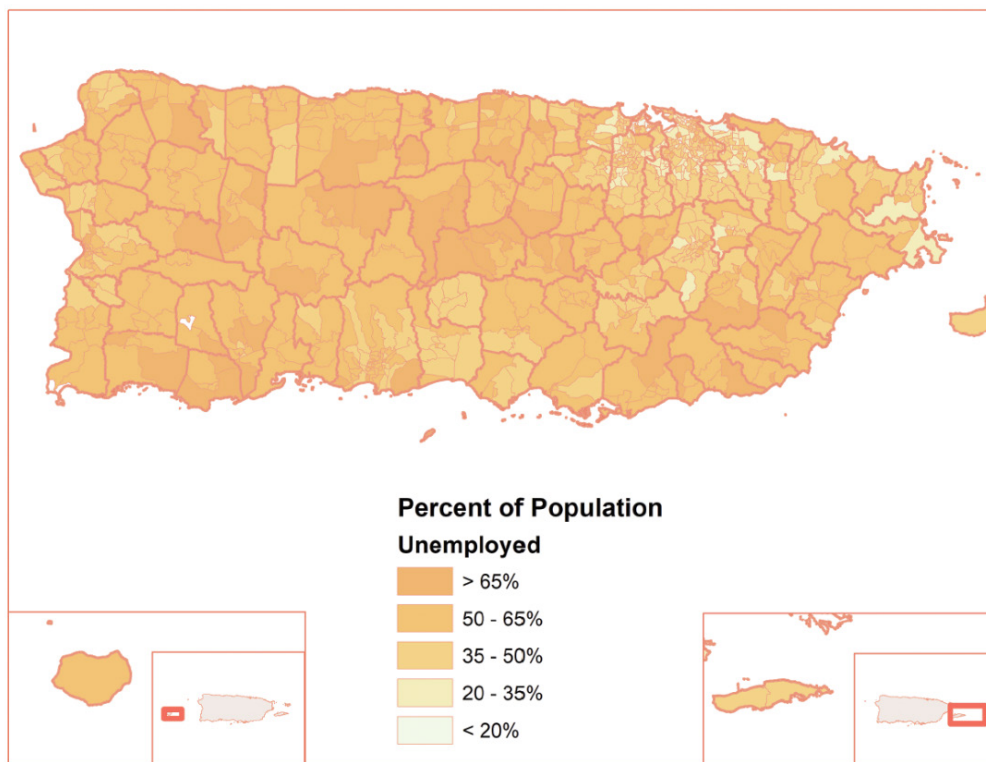 Percent of Population
Unemployed
> 65%
50 - 65%
35 - 50%
20 - 35%
< 20%